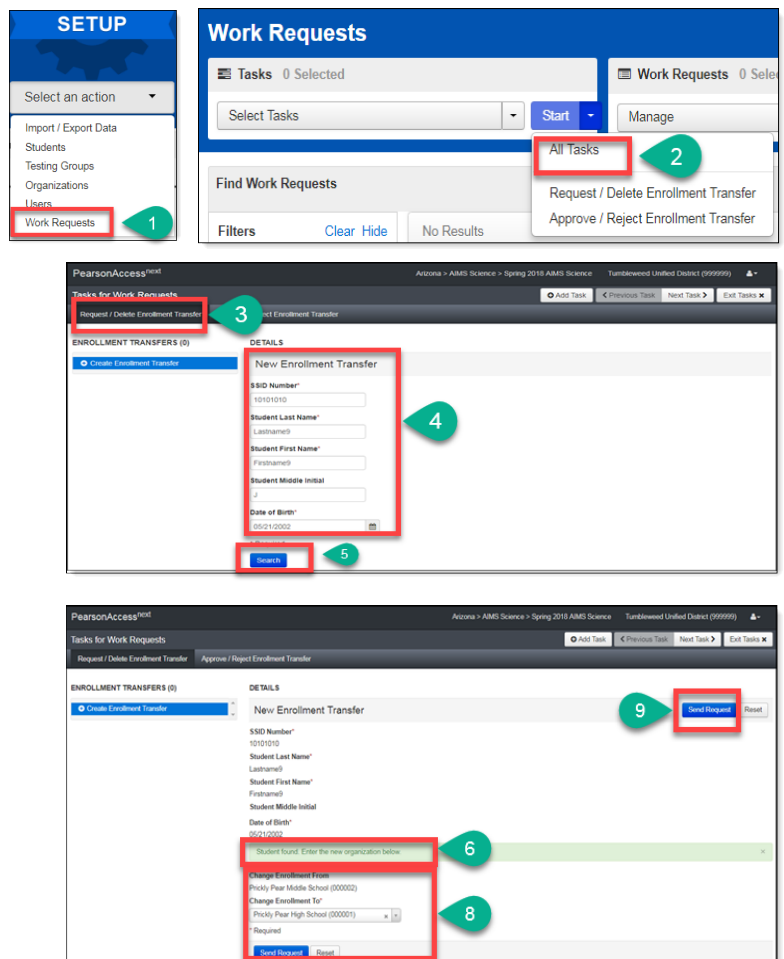 SETUP
Select an action
Import / Export Data
Students
Testing Groups
Organizations
Users
Work Requests
1
Work Requests
Tasks 0 Selected
Select Tasks
Start
Work Requests 0 Selec
Manage
All Tasks
2
Request / Delete Enrollment Transfer
Approve / Reject Enrollment Transfer
Find Work Requests
Filters Clear Hide
No Results
PearsonAccessnext
Arizona > AIMS Science > Spring 2018 AIMS Science Tumbleweed Unified District (999999)
Tasks for Work Requests
Add Task Previous Task Next Task Exit Tasks ×
Request / Delete Enrollment Transfer
3
ect Enrollment Transfer
ENROLLMENT TRANSFERS (0)
Create Enrollment Transfer
DETAILS
New Enrollment Transfer
SSID Number*
10101010
Student Last Name*
Lastname9
Student First Name*
Firstname9
Student Middle Initial
J
Date of Birth*
05/21/2002
4
* Required
Search
5
PearsonAccessnext
Arizona > AIMS Science > Spring 2018 AIMS Science Tumbleweed Unified District (999999)
Tasks for Work Requests
Add Task Previous Task Next Task Exit Tasks ×
Request / Delete Enrollment Transfer Approve / Reject Enrollment Transfer
ENROLLMENT TRANSFERS (0)
Create Enrollment Transfer
DETAILS
New Enrollment Transfer
9
Send Request Reset
SSID Number*
10101010
Student Last Name*
Lastname9
Student First Name*
Firstname9
Student Middle Initial
Date of Birth*
05/21/2002
Student found. Enter the new organization below. ×
6
Change Enrollment From
Prickly Pear Middle School (000002)
Change Enrollment To*
Prickly Pear High School (000001) ×
8
* Required
Send Request Reset